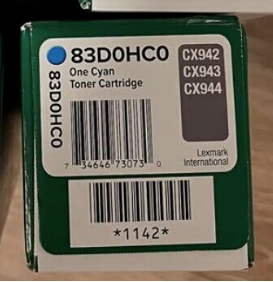 83D0HC0
One Cyan
Toner Cartridge
83D0HC0
CX942
CX943
CX944
Lexmark
International
7 34646 73073 0
*1142*